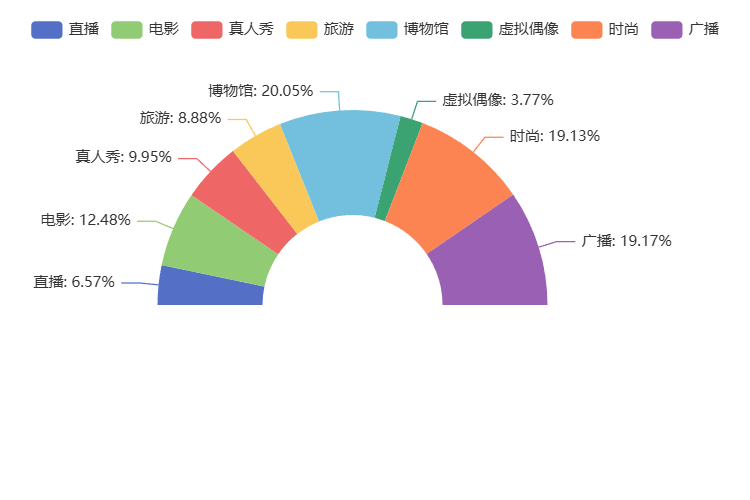 直播 电影 真人秀 旅游 博物馆 虚拟偶像 时尚 广播
博物馆: 20.05%
虚拟偶像: 3.77%
旅游: 8.88%
时尚: 19.13%
真人秀: 9.95%
电影: 12.48%
广播: 19.17%
直播: 6.57%